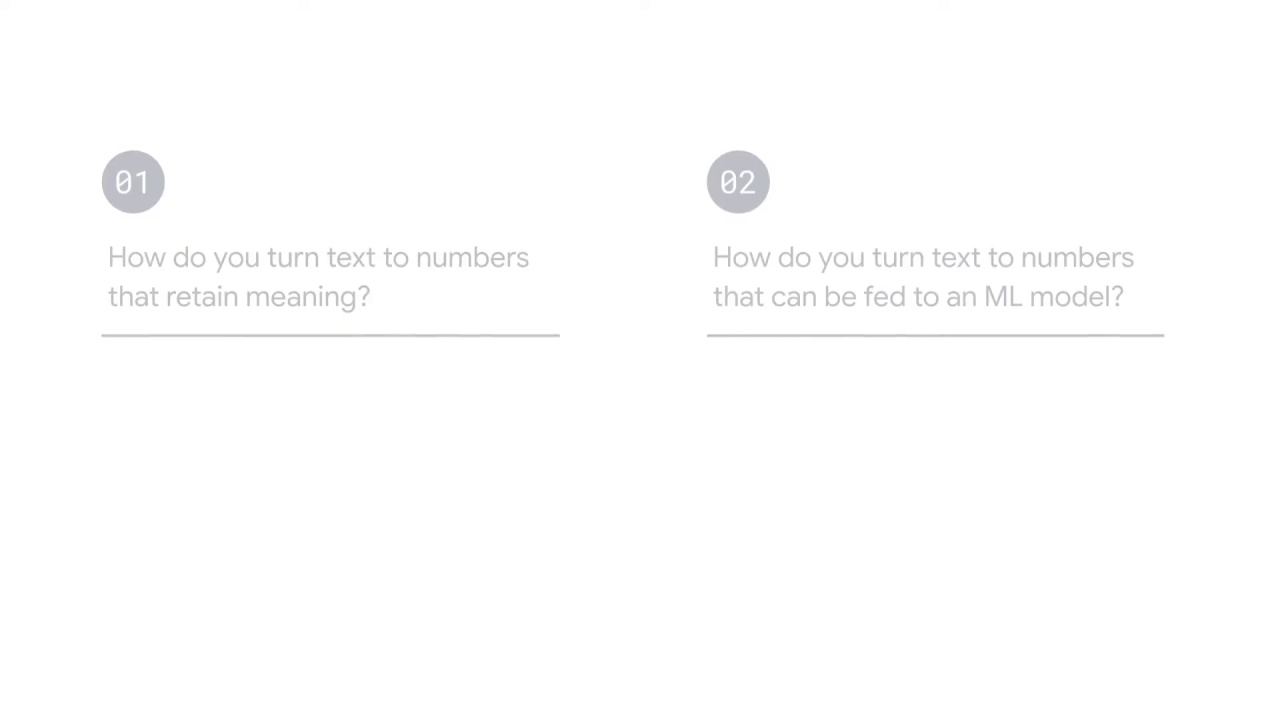 01
How do you turn text to numbers
that retain meaning?
02
How do you turn text to numbers
that can be fed to an ML model?